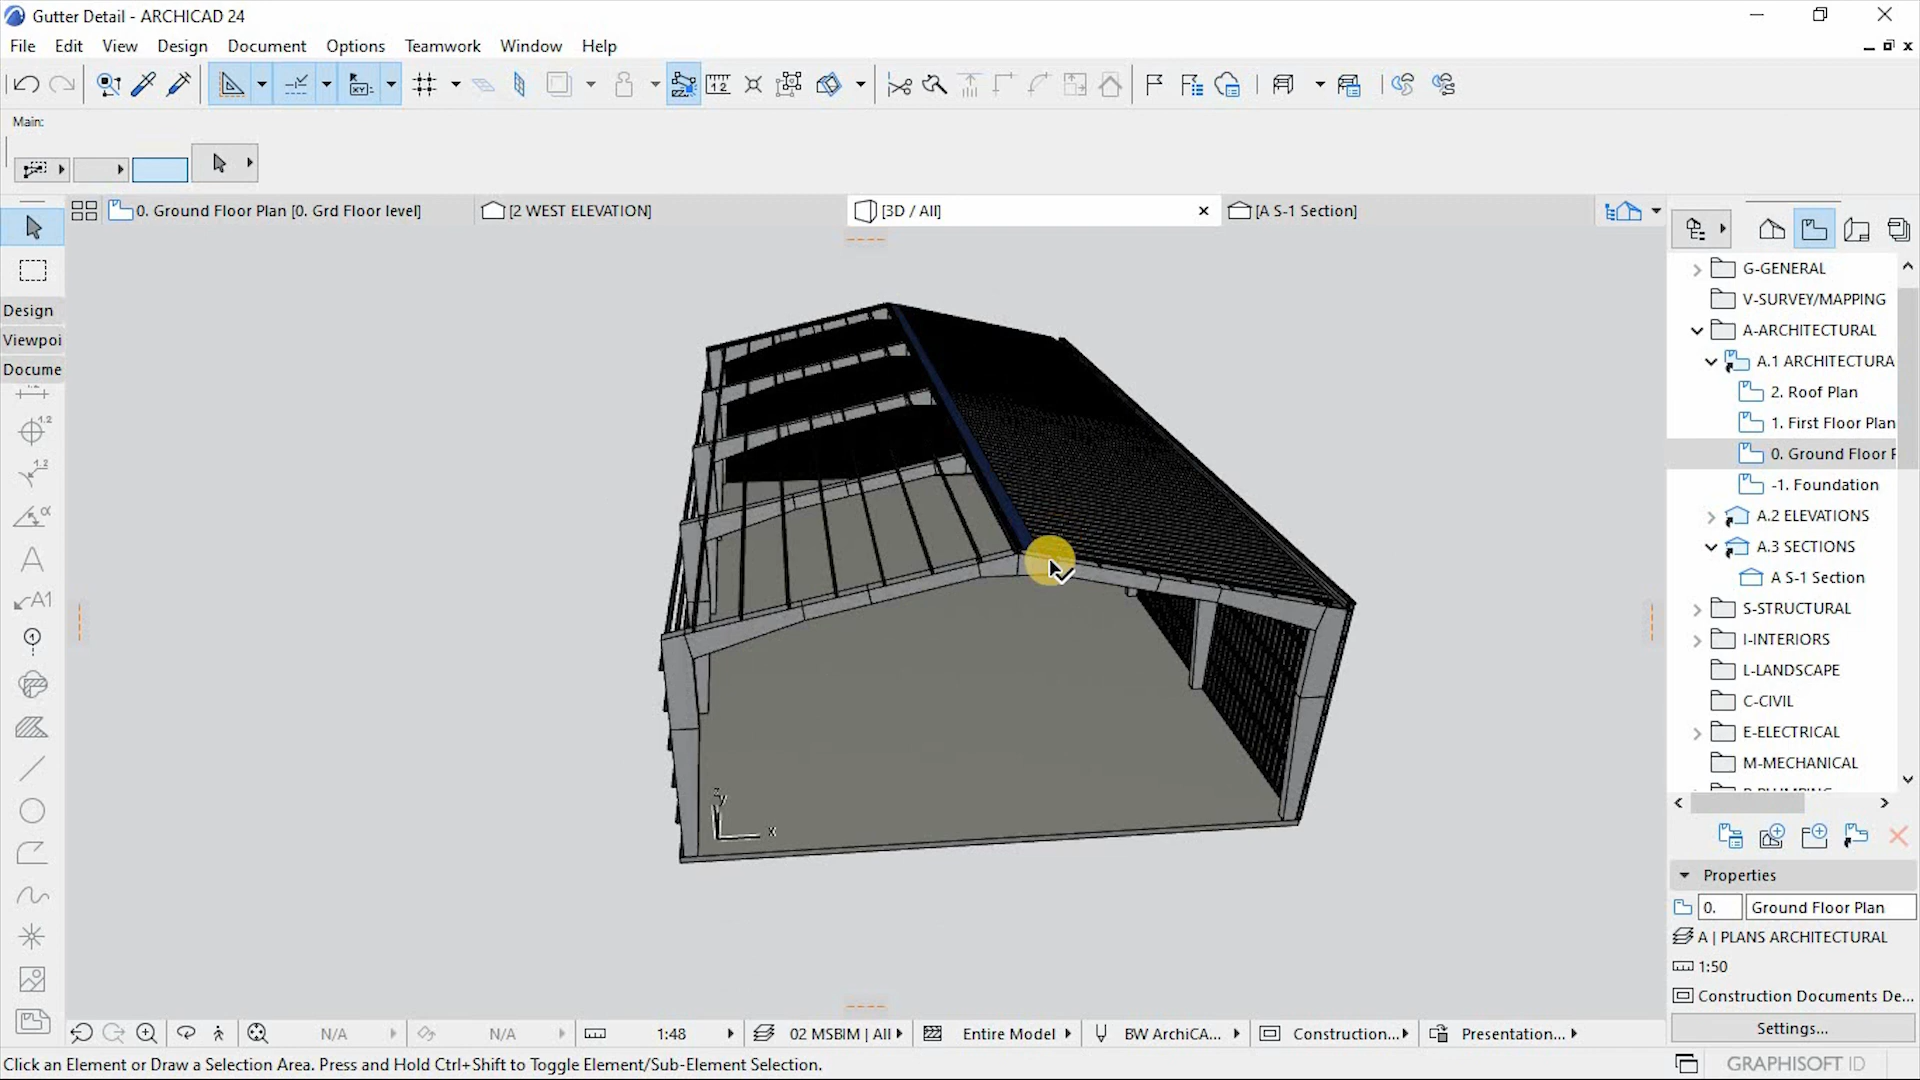 Gutter Detail - ARCHICAD 24
File Edit View Design Document Options Teamwork Window Help
Main:
0. Ground Floor Plan [0. Grd Floor level]
[2 WEST ELEVATION]
[3D / All]
[A S-1 Section]
Design
Viewpoi
Docume
G-GENERAL
V-SURVEY/MAPPING
A-ARCHITECTURAL
A.1 ARCHITECTURA
2. Roof Plan
1. First Floor Plan
0. Ground Floor F
-1. Foundation
A.2 ELEVATIONS
A.3 SECTIONS
A S-1 Section
S-STRUCTURAL
I-INTERIORS
L-LANDSCAPE
C-CIVIL
E-ELECTRICAL
M-MECHANICAL
Properties
0. Ground Floor Plan
A | PLANS ARCHITECTURAL
1:50
Construction Documents De...
Settings...
z
y
x
N/A N/A 1:48 02 MSBIM | All Entire Model BW ArchiCA... Construction... Presentation...
Click an Element or Draw a Selection Area. Press and Hold Ctrl+Shift to Toggle Element/Sub-Element Selection.
GRAPHISOFT ID